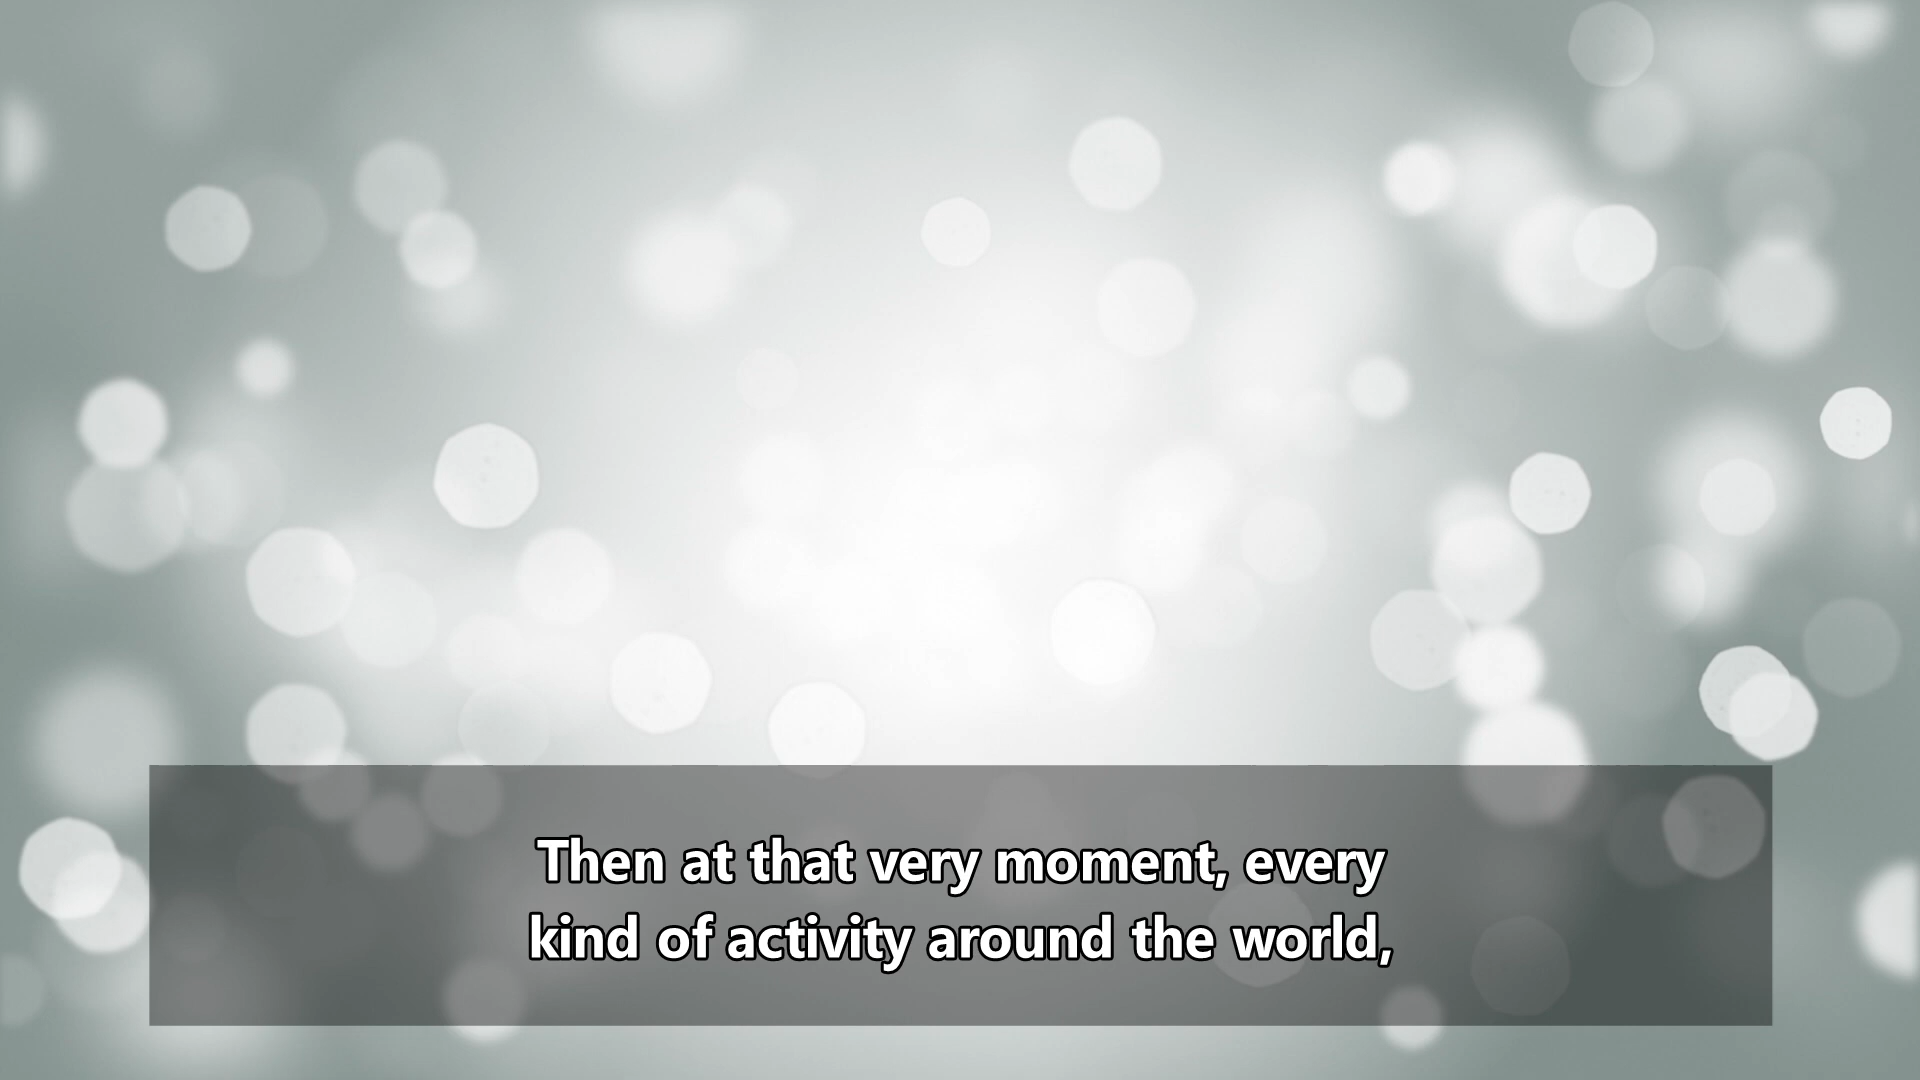 Then at that very moment, every
kind of activity around the world,